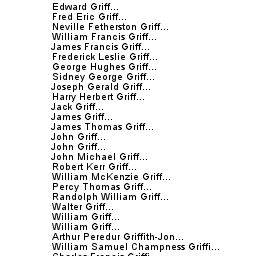 Edward Griff...
Fred Eric Griff...
Neville Fetherston Griff...
William Francis Griff...
James Francis Griff...
Frederick Leslie Griff...
George Hughes Griff...
Sidney George Griff...
Joseph Gerald Griff...
Harry Herbert Griff...
Jack Griff...
James Griff...
James Thomas Griff...
John Griff...
John Griff...
John Michael Griff...
Robert Kerr Griff...
William McKenzie Griff...
Percy Thomas Griff...
Randolph William Griff...
Walter Griff...
William Griff...
William Griff...
Arthur Peredur Griffith-Jon...
William Samuel Champness Griffi...
Charles Francis Griffi